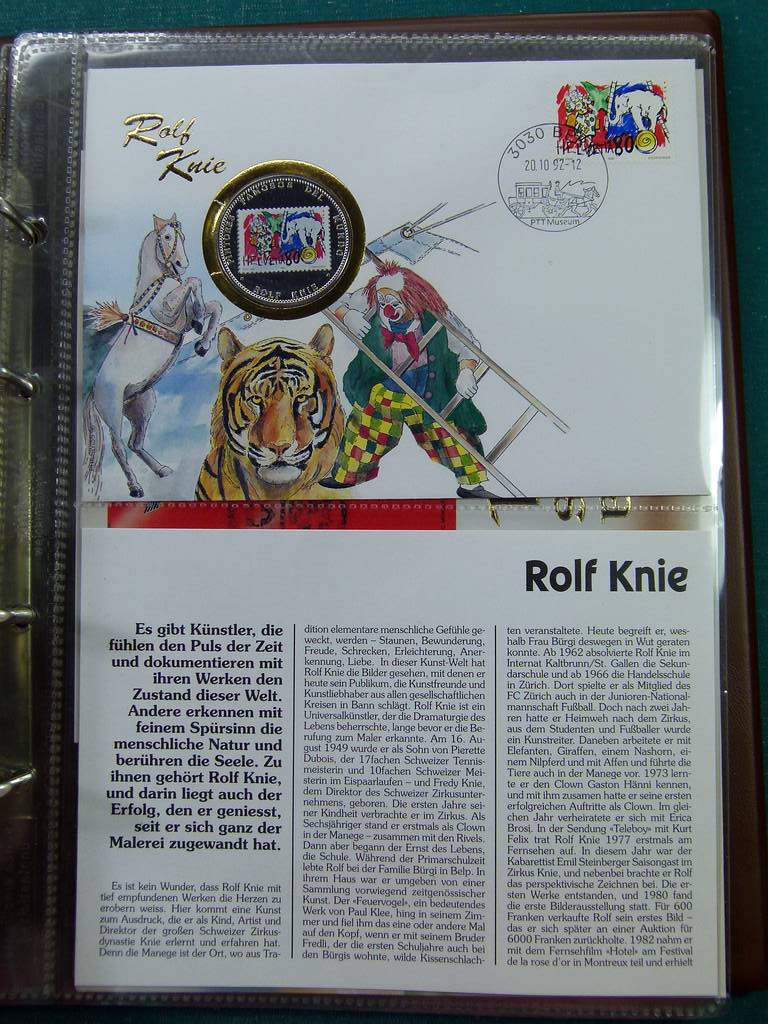 Rolf
Knie
HELVETIA 80
3030 BERN
20.10.92-12
PTT Museum
PINTORES FAMOSOS DEL MUNDO
HELVETIA 80
ROLF KNIE
Rolf Knie
Es gibt Künstler, die
fühlen den Puls der Zeit
und dokumentieren mit
ihren Werken den
Zustand dieser Welt.
Andere erkennen mit
feinem Spürsinn die
menschliche Natur und
berühren die Seele. Zu
ihnen gehört Rolf Knie,
und darin liegt auch der
Erfolg, den er geniesst,
seit er sich ganz der
Malerei zugewandt hat.
Es ist kein Wunder, dass Rolf Knie mit
tief empfundenen Werken die Herzen zu
erobern weiss. Hier kommt eine Kunst
zum Ausdruck, die er als Kind, Artist und
Direktor der großen Schweizer Zirkus-
dynastie Knie erlernt und erfahren hat.
Denn die Manege ist der Ort, wo aus Tra-
dition elementare menschliche Gefühle ge-
weckt, werden – Staunen, Bewunderung,
Freude, Schrecken, Erleichterung, Aner-
kennung, Liebe. In dieser Kunst-Welt hat
Rolf Knie die Bilder gesehen, mit denen er
heute sein Publikum, die Kunstfreunde und
Kunstliebhaber aus allen gesellschaftlichen
Kreisen in Bann schlägt. Rolf Knie ist ein
Universalkünstler, der die Dramaturgie des
Lebens beherrschte, lange bevor er die Be-
rufung zum Maler erkannte. Am 16. Au-
gust 1949 wurde er als Sohn von Pierette
Dubois, der 17fachen Schweizer Tennis-
meisterin und 10fachen Schweizer Mei-
sterin im Eispaarlaufen – und Fredy Knie,
dem Direktor des Schweizer Zirkusunter-
nehmens, geboren. Die ersten Jahre sei-
ner Kindheit verbrachte er im Zirkus. Als
Sechsjähriger stand er erstmals als Clown
in der Manege – zusammen mit den Rivels.
Dann aber begann der Ernst des Lebens,
die Schule. Während der Primarschulzeit
lebte Rolf bei der Familie Bürgi in Belp. In
ihrem Haus war er umgeben von einer
Sammlung vorwiegend zeitgenössischer
Kunst. Der «Feuervogel», ein bedeutendes
Werk von Paul Klee, hing in seinem Zim-
mer und fiel ihm das eine oder andere Mal
auf den Kopf, wenn er mit seinem Bruder
Fredli, der die ersten Schuljahre auch bei
den Bürgis wohnte, wilde Kissenschlach-
ten veranstaltete. Heute begreift er, wes-
halb Frau Bürgi deswegen in Wut geraten
konnte. Ab 1962 absolvierte Rolf Knie im
Internat Kaltbrunn/St. Gallen die Sekun-
darschule und ab 1966 die Handelsschule
in Zürich. Dort spielte er als Mitglied des
FC Zürich auch in der Junioren-National-
mannschaft Fußball. Doch nach zwei Jah-
ren hatte er Heimweh nach dem Zirkus,
aus dem Studenten und Fußballer wurde
ein Kunstreiter. Daneben arbeitete er mit
Elefanten, Giraffen, einem Nashorn, ei-
nem Nilpferd und mit Affen und führte die
Tiere auch in der Manege vor. 1973 lern-
te er den Clown Gaston Häni kennen,
und mit ihm zusamen hatte er seine ersten
erfolgreichen Auftritte als Clown. Im glei-
chen Jahr verheiratete er sich mit Erica
Brosi. In der Sendung «Teleboy» mit Kurt
Felix trat Rolf Knie 1977 erstmals am
Fernsehen auf. In diesem Jahr war der
Kabarettist Emil Steinberger Saisongast im
Zirkus Knie, und nebenbei brachte er Rolf
das perspektivische Zeichnen bei. Die er-
sten Werke entstanden, und 1980 fand
die erste Bilderausstellung statt. Für 600
Franken verkaufte Rolf sein erstes Bild –
das er sich später an einer Auktion für
6000 Franken zurückholte. 1982 nahm er
mit dem Fernsehfilm «Hotel» am Festival
de la rose d'or in Montreux teil und erhielt